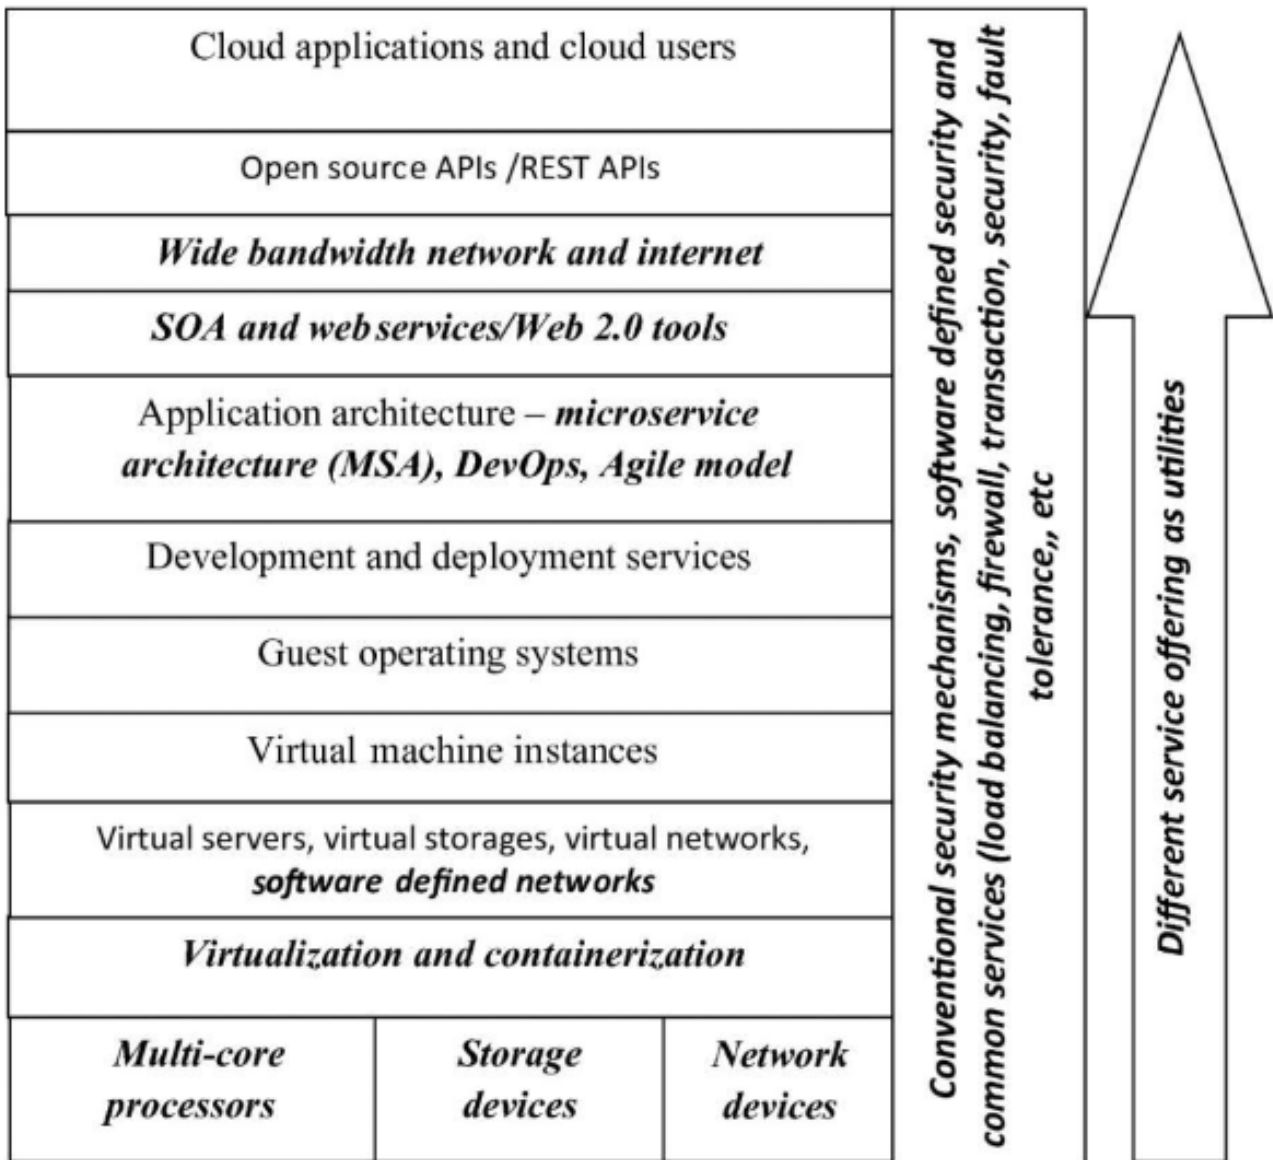 Cloud applications and cloud users
Open source APIs /REST APIs
Wide bandwidth network and internet
SOA and web services/Web 2.0 tools
Application architecture – microservice
architecture (MSA), DevOps, Agile model
Development and deployment services
Guest operating systems
Virtual machine instances
Virtual servers, virtual storages, virtual networks,
software defined networks
Virtualization and containerization
Multi-core
processors
Storage
devices
Network
devices
Conventional security mechanisms, software defined security and
common services (load balancing, firewall, transaction, security, fault
tolerance,, etc
Different service offering as utilities